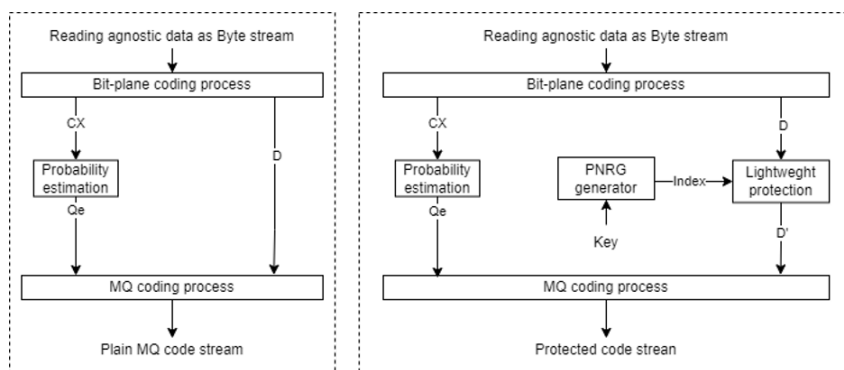 Reading agnostic data as Byte stream
Bit-plane coding process
CX
D
Probability
estimation
Qe
MQ coding process
Plain MQ code stream
Reading agnostic data as Byte stream
Bit-plane coding process
CX
D
Probability
estimation
PNRG
generator
Index
Lightweght
protection
Qe
Key
D'
MQ coding process
Protected code strean